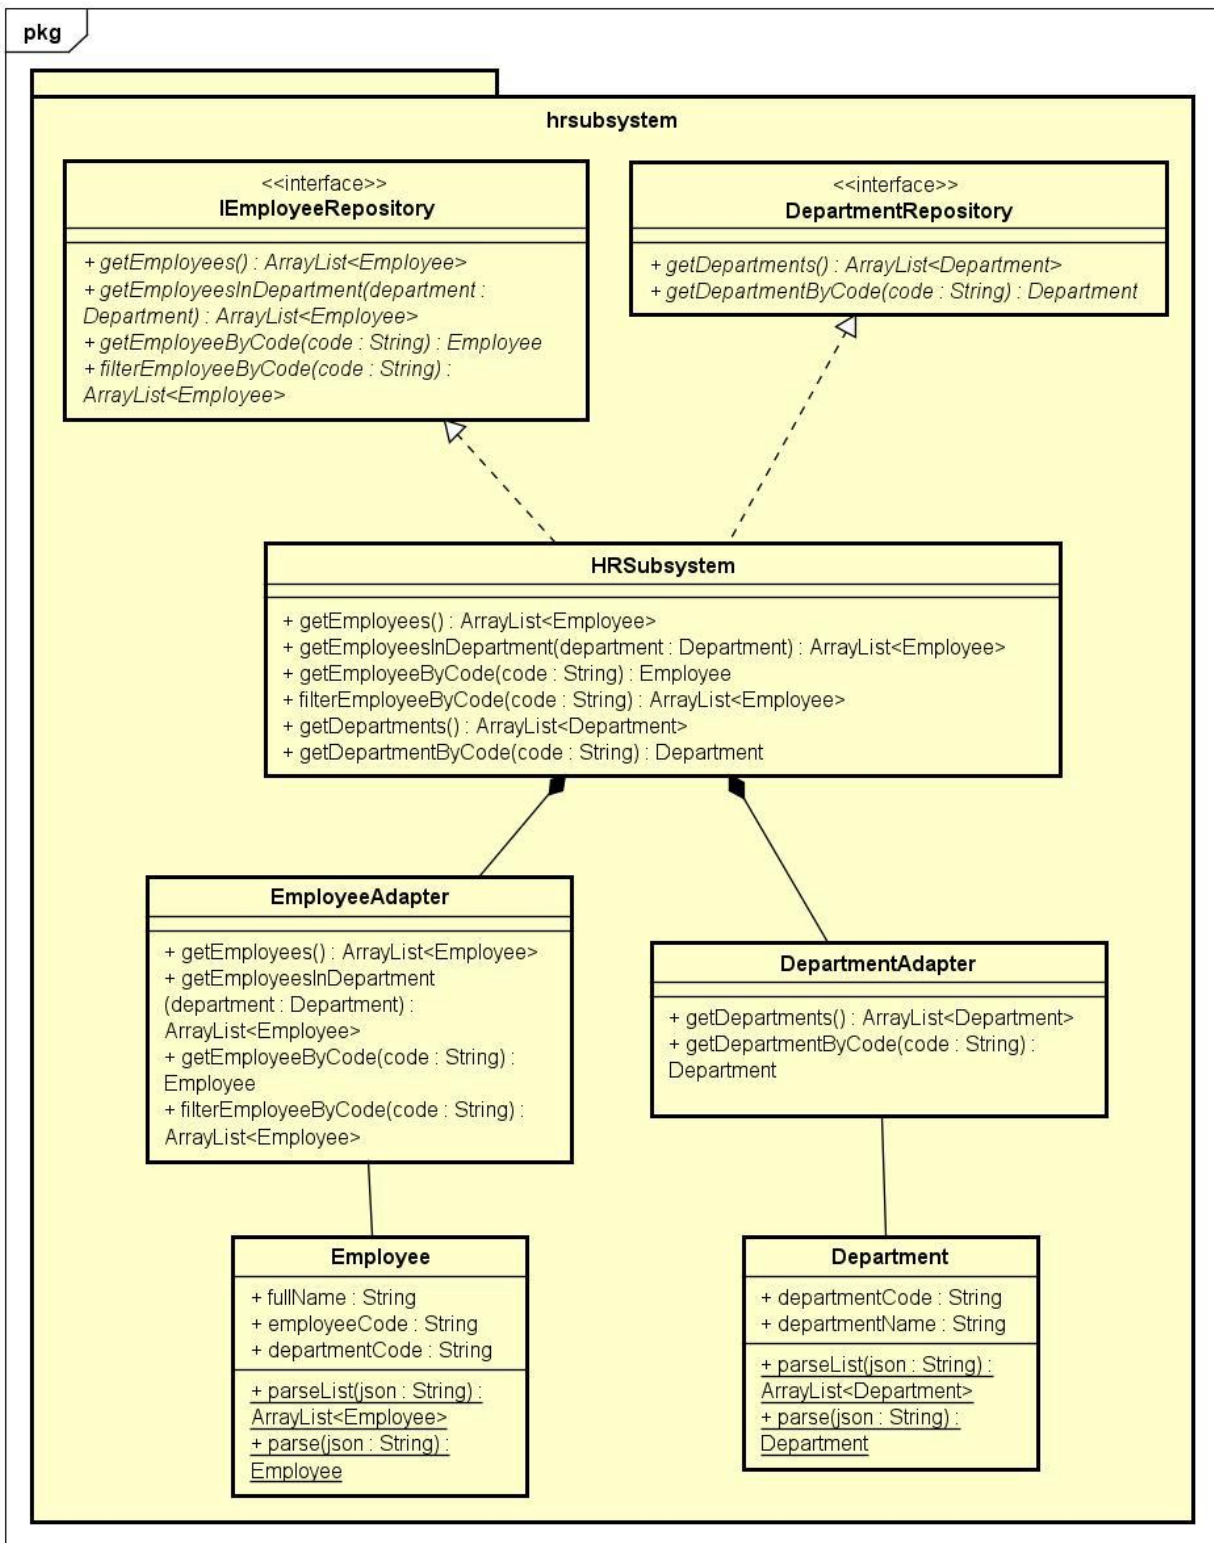 pkg
hrsubsystem
<<interface>>
IEmployeeRepository
+ getEmployees() : ArrayList<Employee>
+ getEmployeesInDepartment(department :
Department) : ArrayList<Employee>
+ getEmployeeByCode(code : String) : Employee
+ filterEmployeeByCode(code : String) :
ArrayList<Employee>
<<interface>>
DepartmentRepository
+ getDepartments() : ArrayList<Department>
+ getDepartmentByCode(code : String) : Department
HRSubsystem
+ getEmployees() : ArrayList<Employee>
+ getEmployeesInDepartment(department : Department) : ArrayList<Employee>
+ getEmployeeByCode(code : String) : Employee
+ filterEmployeeByCode(code : String) : ArrayList<Employee>
+ getDepartments() : ArrayList<Department>
+ getDepartmentByCode(code : String) : Department
EmployeeAdapter
+ getEmployees() : ArrayList<Employee>
+ getEmployeesInDepartment
(department : Department) :
ArrayList<Employee>
+ getEmployeeByCode(code : String) :
Employee
+ filterEmployeeByCode(code : String) :
ArrayList<Employee>
DepartmentAdapter
+ getDepartments() : ArrayList<Department>
+ getDepartmentByCode(code : String) :
Department
Employee
+ fullName : String
+ employeeCode : String
+ departmentCode : String
+ parseList(json : String) :
ArrayList<Employee>
+ parse(json : String) :
Employee
Department
+ departmentCode : String
+ departmentName : String
+ parseList(json : String) :
ArrayList<Department>
+ parse(json : String) :
Department